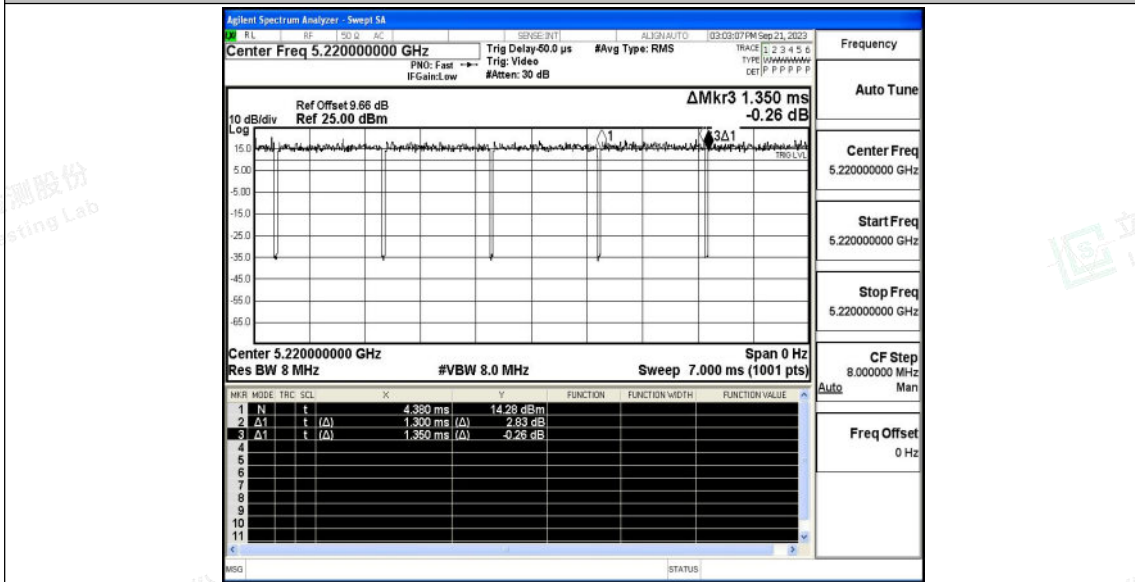 Agilent Spectrum Analyzer - Swept SA
RL RF 50 Ω AC SENSE:INT ALIGNAUTO 03:03:07 PM Sep 21, 2023
Center Freq 5.220000000 GHz
PNO: Fast
IFGain:Low
Trig Delay-50.0 µs
Trig: Video
#Atten: 30 dB
#Avg Type: RMS
TRACE 1 2 3 4 5 6
TYPE
DET P P P P P P
ΔMkr3 1.350 ms
-0.26 dB
Ref Offset 9.66 dB
10 dB/div Ref 25.00 dBm
Log
15.0
5.00
-5.00
-15.0
-25.0
-35.0
-45.0
-55.0
-65.0
1
3Δ1
TRIG LVL
Center 5.220000000 GHz Span 0 Hz
Res BW 8 MHz #VBW 8.0 MHz Sweep 7.000 ms (1001 pts)
MKR MODE TRC SCL X Y FUNCTION FUNCTION WIDTH FUNCTION VALUE
1 N t 4.380 ms 14.28 dBm
2 Δ1 t (Δ) 1.300 ms (Δ) 2.83 dB
3 Δ1 t (Δ) 1.350 ms (Δ) -0.26 dB
4
5
6
7
8
9
10
11
MSG STATUS
Frequency
Auto Tune
Center Freq
5.220000000 GHz
Start Freq
5.220000000 GHz
Stop Freq
5.220000000 GHz
CF Step
8.000000 MHz
Auto Man
Freq Offset
0 Hz
测股份
sting Lab
立